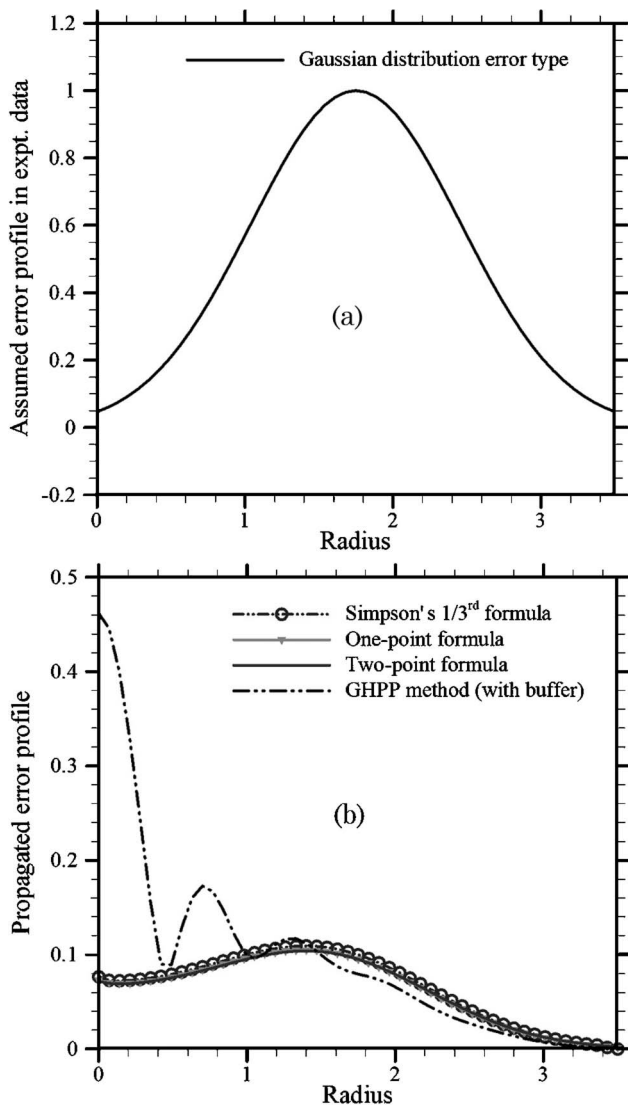 1.2
1
0.8
0.6
0.4
0.2
0
-0.2
Assumed error profile in expt. data
Gaussian distribution error type
(a)
0 1 2 3
Radius
0.5
0.4
0.3
0.2
0.1
0
Propagated error profile
Simpson's 1/3rd formula
One-point formula
Two-point formula
GHPP method (with buffer)
(b)
0 1 2 3
Radius